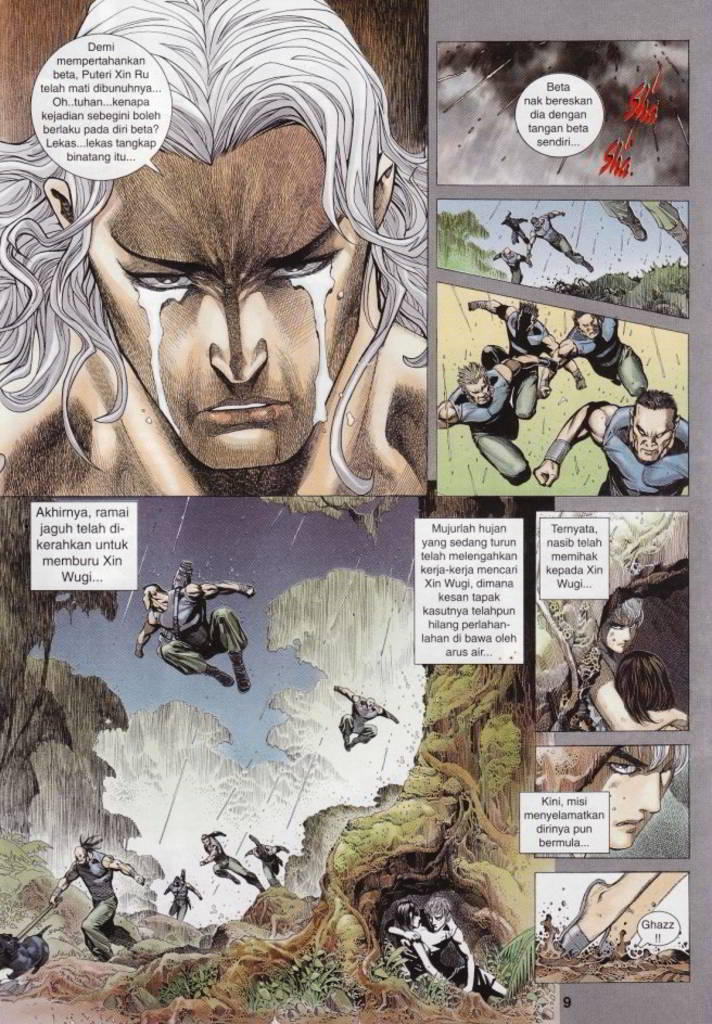 Demi
mempertahankan
beta, Puteri Xin Ru
telah mati dibunuhnya...
Oh..tuhan...kenapa
kejadian sebegini boleh
berlaku pada diri beta?
Lekas...lekas tangkap
binatang itu...
Beta
nak bereskan
dia dengan
tangan beta
sendiri...
Sha
Sha
Akhirnya, ramai
jaguh telah di-
kerahkan untuk
memburu Xin
Wugi...
Mujurlah hujan
yang sedang turun
telah melengahkan
kerja-kerja mencari
Xin Wugi, dimana
kesan tapak
kasutnya telahpun
hilang perlahan-
lahan di bawa oleh
arus air...
Ternyata,
nasib telah
memihak
kepada Xin
Wugi...
Kini, misi
menyelamatkan
dirinya pun
bermula...
Ghazz
!!
9